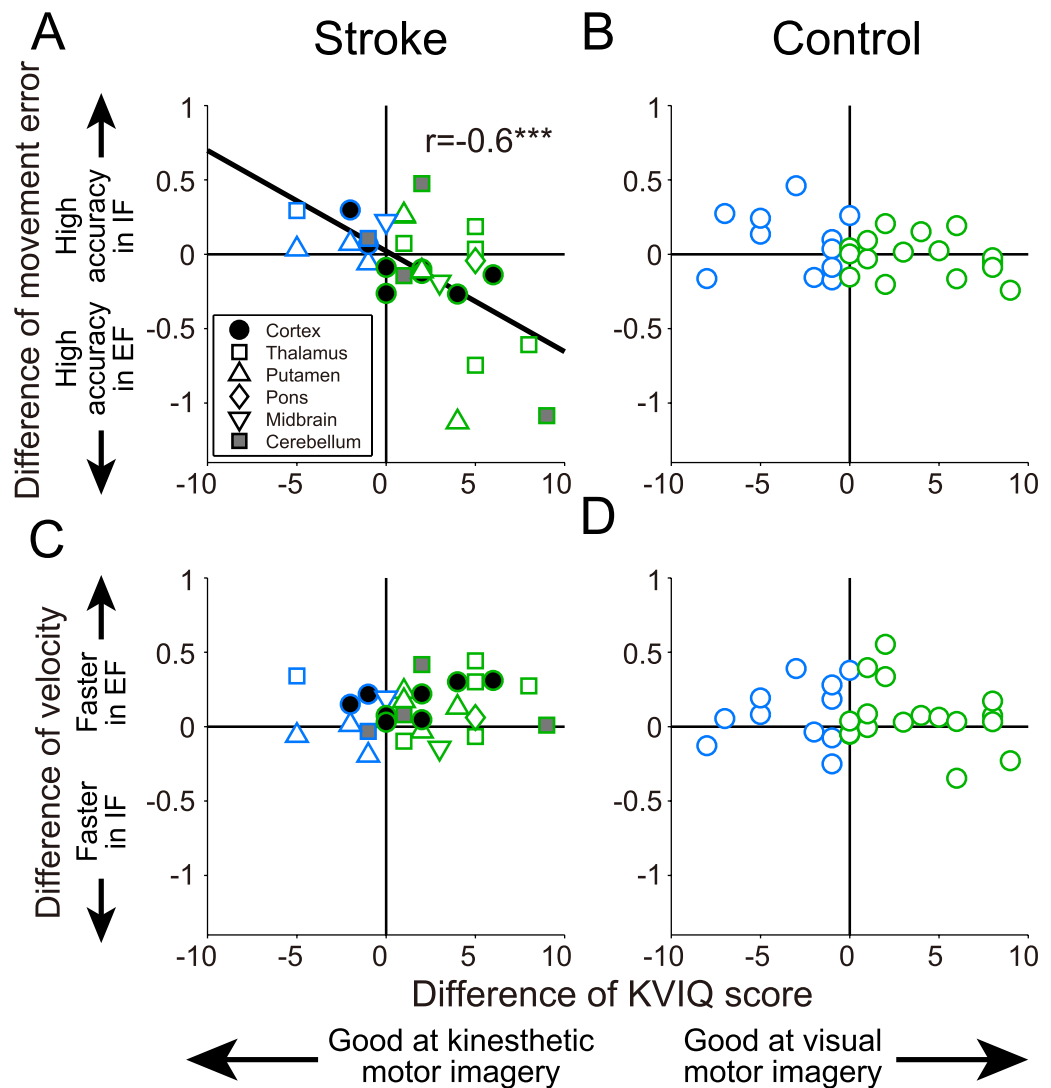 A
Stroke
B
Control
Difference of movement error
High
accuracy
in IF
High
accuracy
in EF
1
0.5
0
-0.5
-1
r=-0.6***
Cortex
Thalamus
Putamen
Pons
Midbrain
Cerebellum
-10
-5
0
5
10
1
0.5
0
-0.5
-1
-10
-5
0
5
10
C
D
Difference of velocity
Faster
in EF
Faster
in IF
1
0.5
0
-0.5
-1
-10
-5
0
5
10
1
0.5
0
-0.5
-1
-10
-5
0
5
10
Difference of KVIQ score
Good at kinesthetic
motor imagery
Good at visual
motor imagery